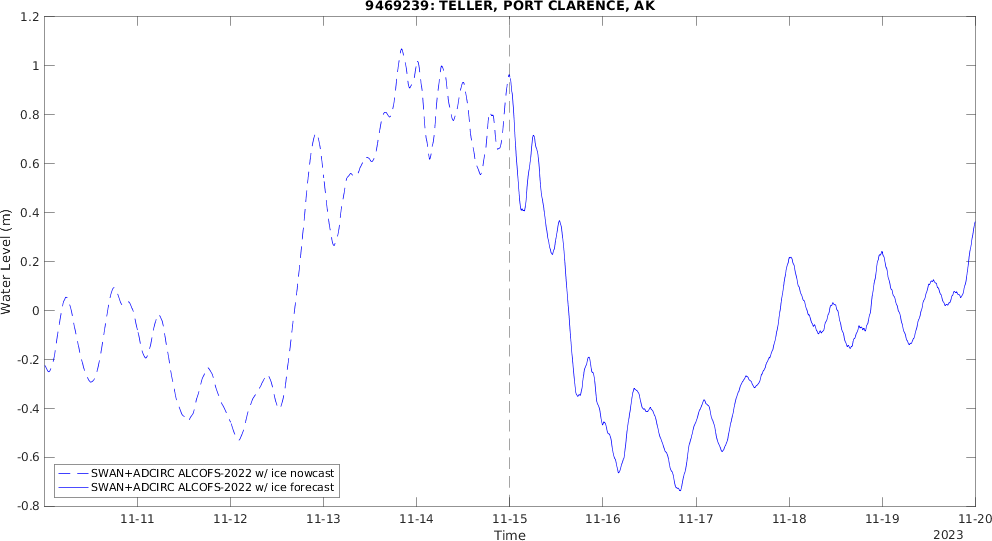 9469239: TELLER, PORT CLARENCE, AK
1.2
1
0.8
0.6
0.4
0.2
0
-0.2
-0.4
-0.6
-0.8
Water Level (m)
SWAN+ADCIRC ALCOFS-2022 w/ ice nowcast
SWAN+ADCIRC ALCOFS-2022 w/ ice forecast
11-11 11-12 11-13 11-14 11-15 11-16 11-17 11-18 11-19 11-20
Time
2023